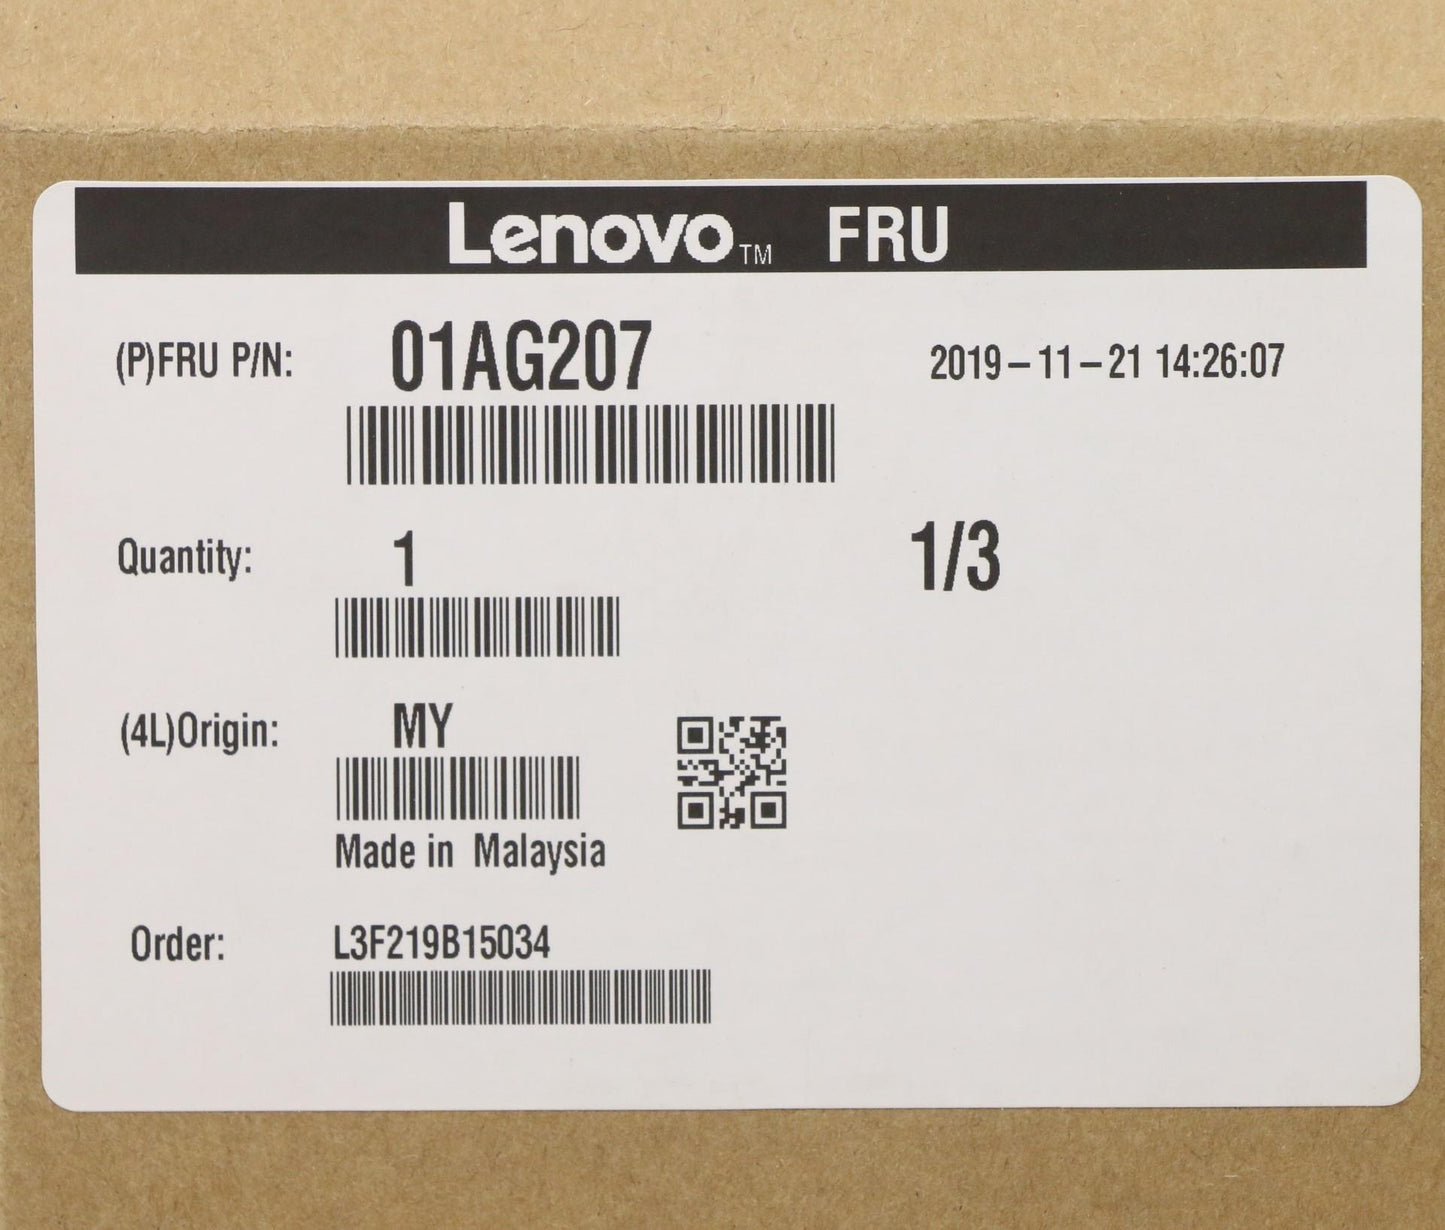 Lenovo™ FRU
(P)FRU P/N: 01AG207 2019-11-21 14:26:07
Quantity: 1 1/3
(4L)Origin: MY
Made in Malaysia
Order: L3F219B15034